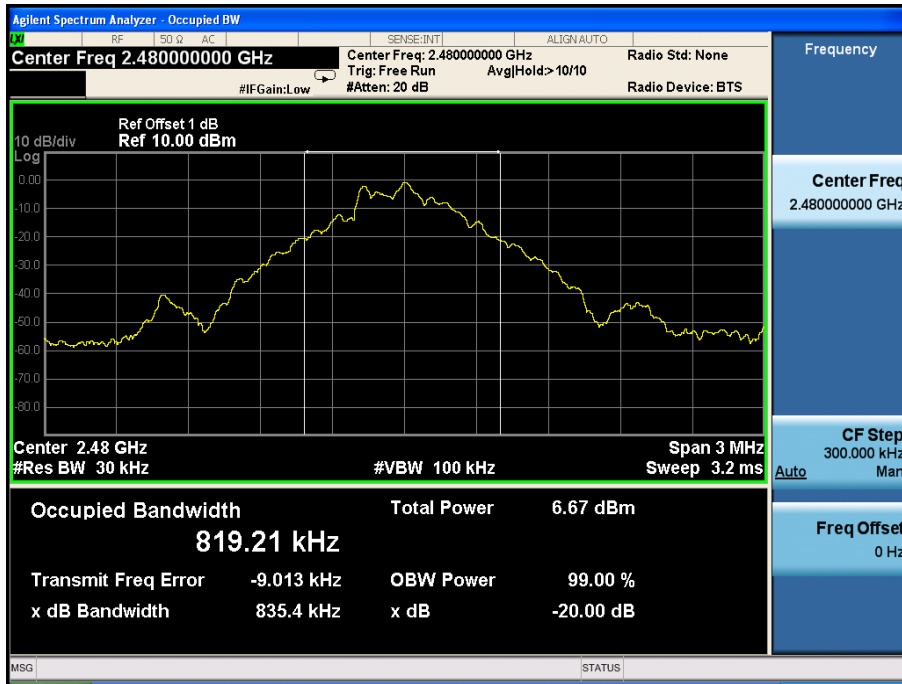 Agilent Spectrum Analyzer - Occupied BW
LXI RF 50 Ω AC SENSE:INT ALIGN AUTO
Center Freq 2.480000000 GHz
Center Freq: 2.480000000 GHz Radio Std: None
Trig: Free Run Avg|Hold:> 10/10
#IFGain:Low #Atten: 20 dB Radio Device: BTS
Ref Offset 1 dB
10 dB/div Ref 10.00 dBm
Log
0.00
-10.0
-20.0
-30.0
-40.0
-50.0
-60.0
-70.0
-80.0
Center 2.48 GHz Span 3 MHz
#Res BW 30 kHz #VBW 100 kHz Sweep 3.2 ms
Occupied Bandwidth Total Power 6.67 dBm
819.21 kHz
Transmit Freq Error -9.013 kHz OBW Power 99.00 %
x dB Bandwidth 835.4 kHz x dB -20.00 dB
MSG STATUS
Frequency
Center Freq
2.480000000 GHz
CF Step
300.000 kHz
Auto Man
Freq Offset
0 Hz